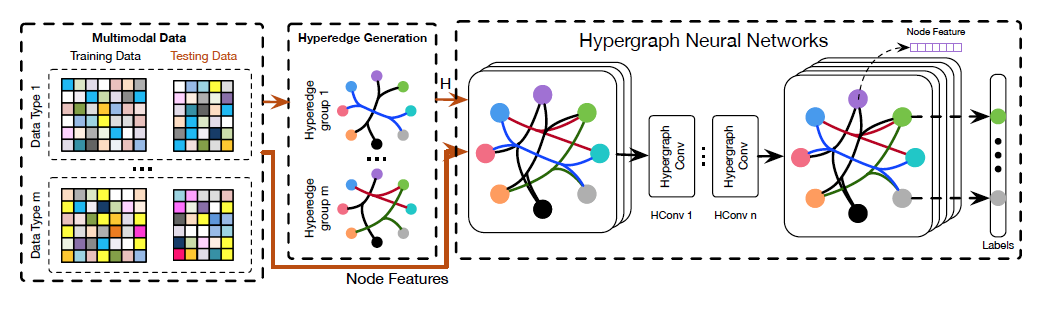 Multimodal Data
Training Data
Testing Data
Data Type 1
Data Type m
Hyperedge Generation
Hyperedge
group 1
Hyperedge
group m
H
Node Features
Hypergraph Neural Networks
Hypergraph
Conv
HConv 1
Hypergraph
Conv
HConv n
Node Feature
Labels